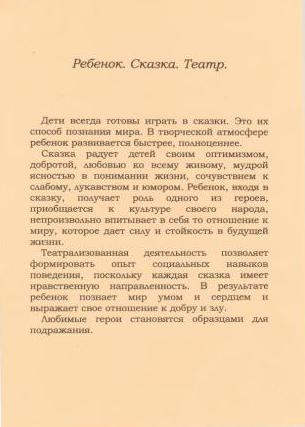 Ребенок. Сказка. Театр.
Дети всегда готовы играть в сказки. Это их
способ познания мира. В творческой атмосфере
ребенок развивается быстрее, полноценнее.
Сказка радует детей своим оптимизмом,
добротой, любовью ко всему живому, мудрой
ясностью в понимании жизни, сочувствием к
слабому, лукавством и юмором. Ребенок, входя в
сказку, получает роль одного из героев,
приобщается к культуре своего народа,
непроизвольно впитывает в себя то отношение к
миру, которое дает силу и стойкость в будущей
жизни.
Театрализованная деятельность позволяет
формировать опыт социальных навыков
поведения, поскольку каждая сказка имеет
нравственную направленность. В результате
ребенок познает мир умом и сердцем и
выражает свое отношение к добру и злу.
Любимые герои становятся образцами для
подражания.